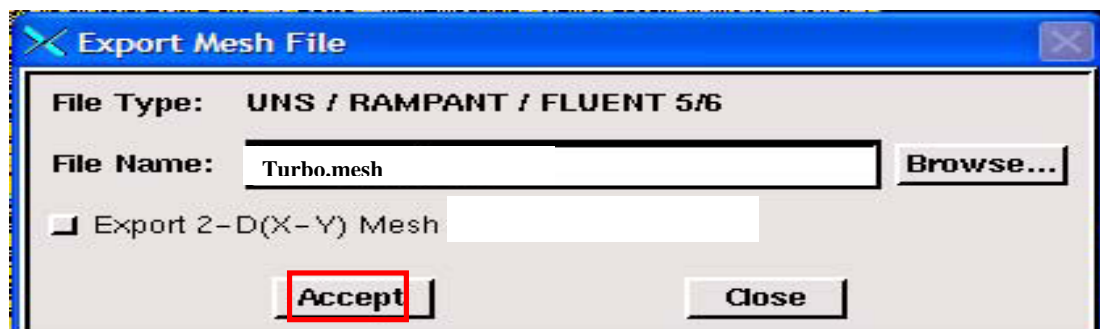 Export Mesh File
File Type: UNS / RAMPANT / FLUENT 5/6
File Name: Turbo.mesh Browse...
Export 2-D(X-Y) Mesh
Accept Close